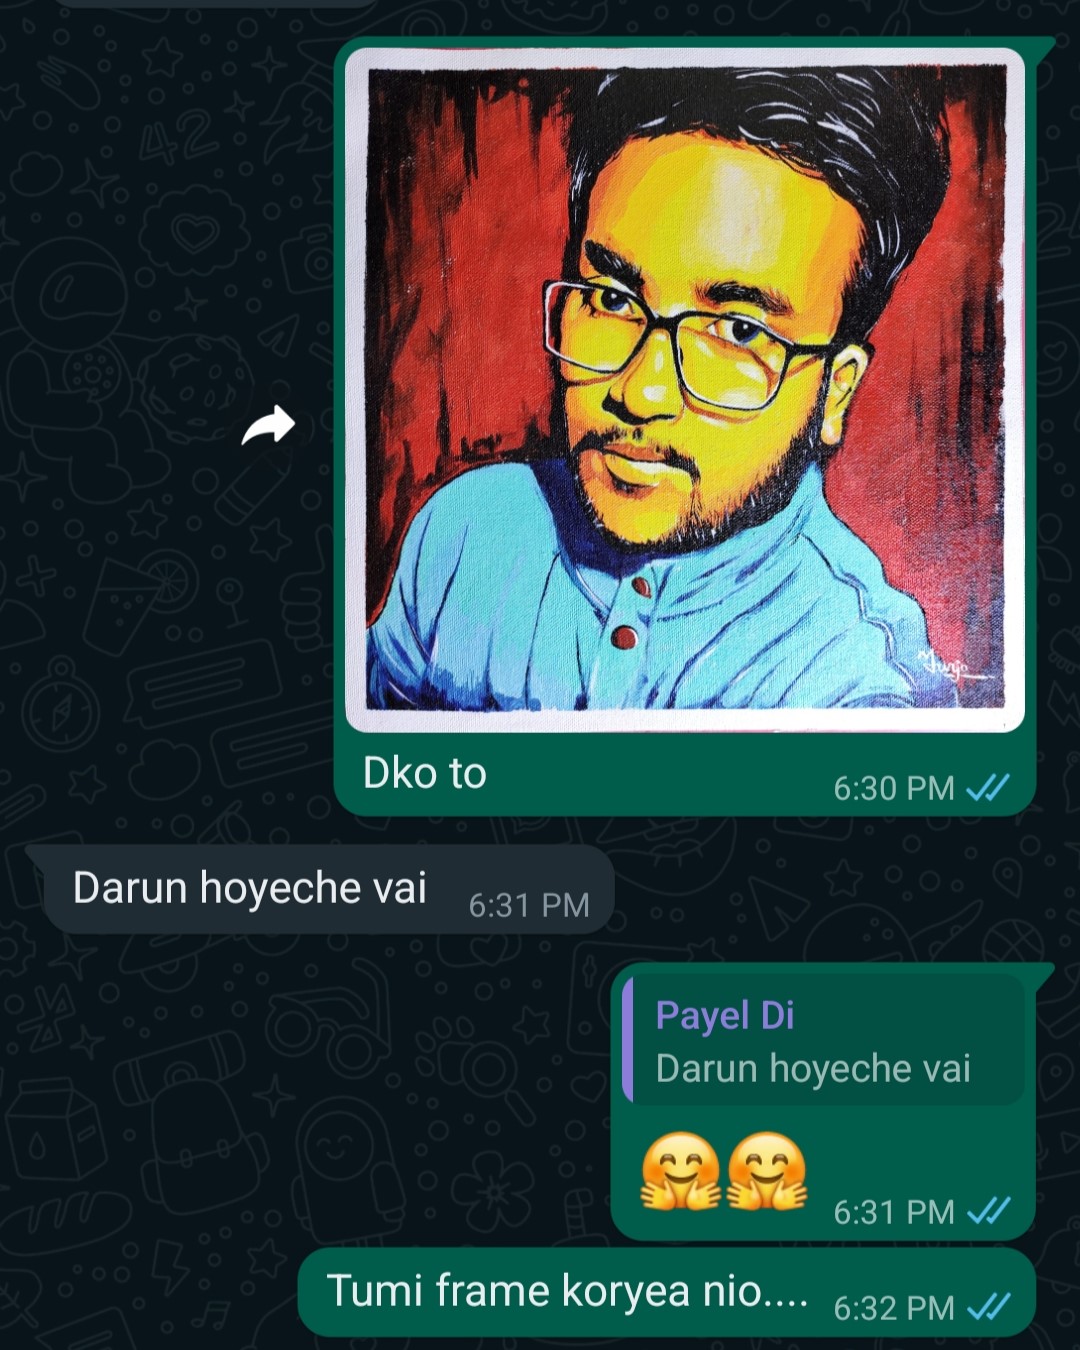 Dko to
6:30 PM
Darun hoyeche vai
6:31 PM
Payel Di
Darun hoyeche vai
🤗🤗
6:31 PM
Tumi frame koryea nio....
6:32 PM